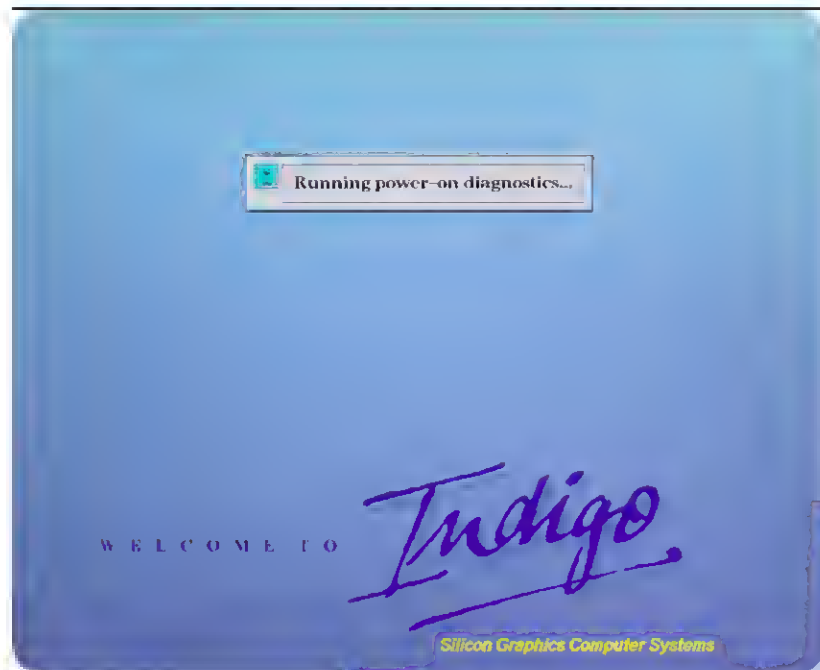 Running power-on diagnostics...
WELCOME TO Indigo
Silicon Graphics Computer Systems